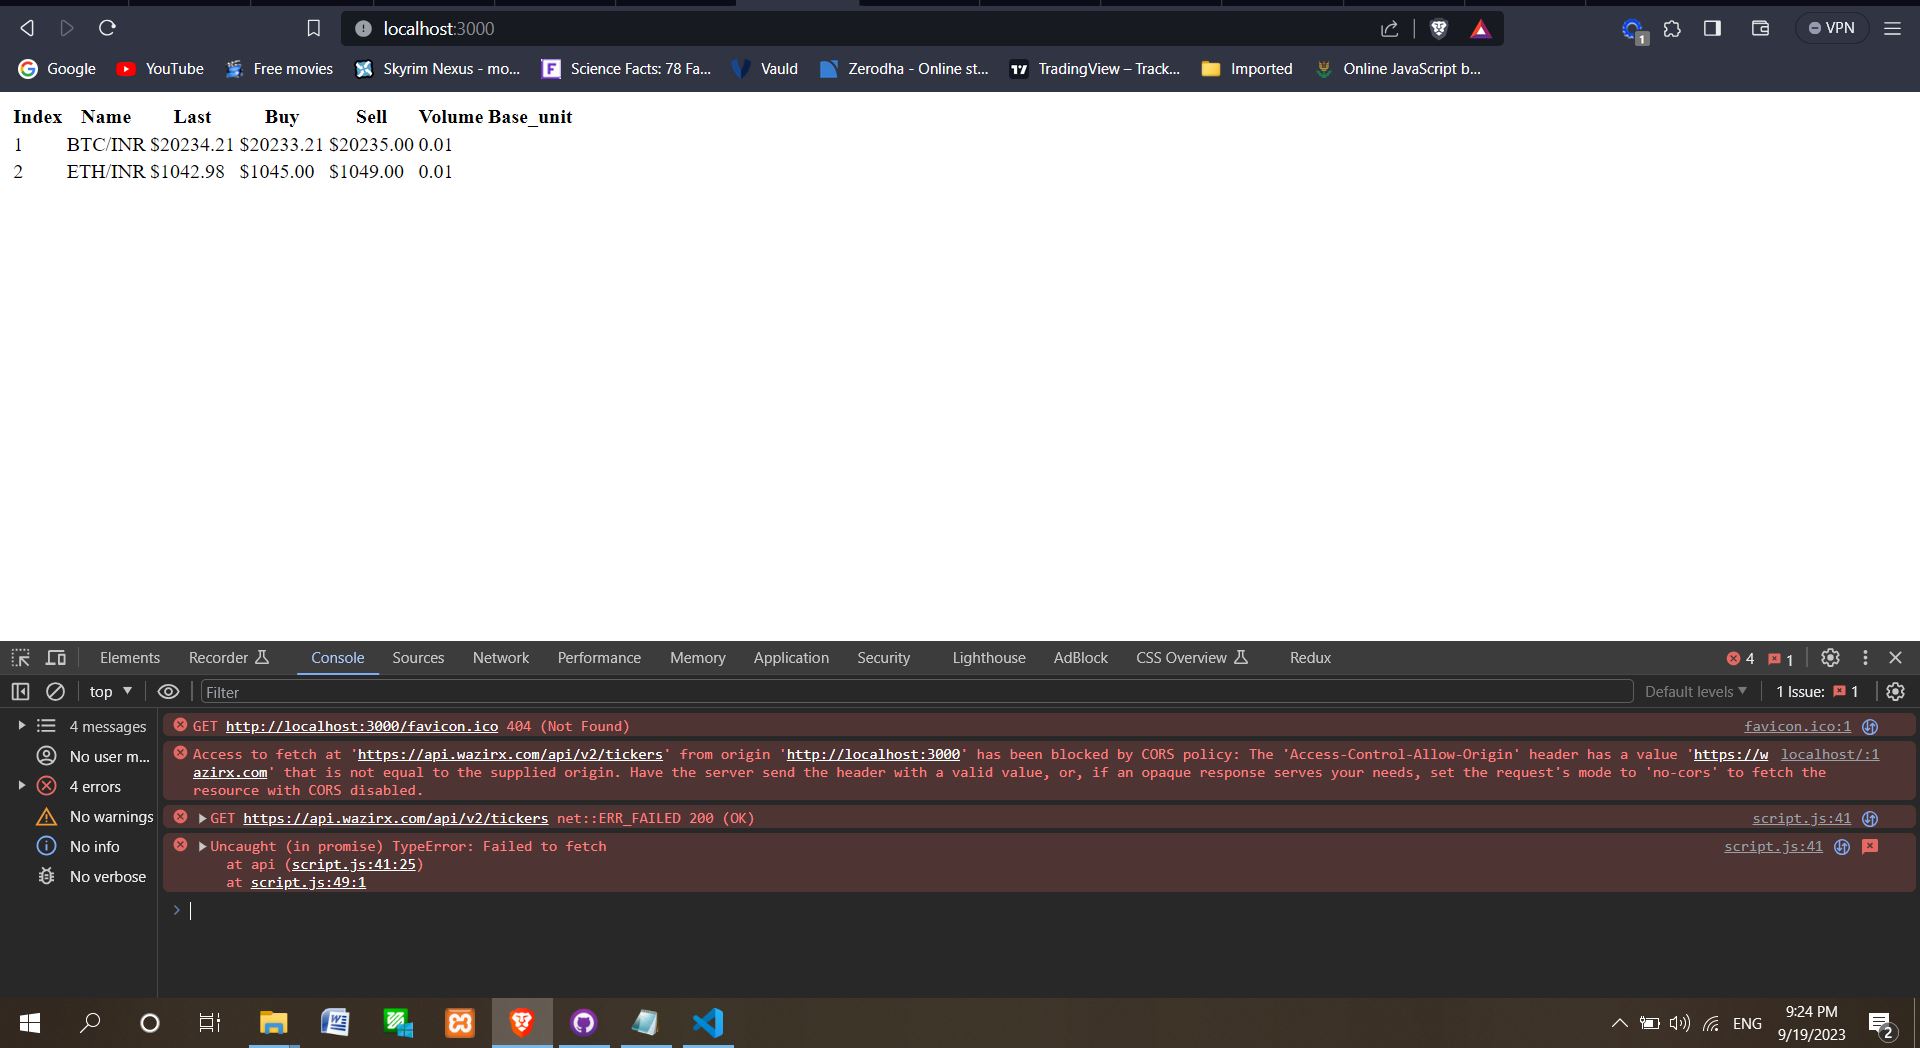 localhost:3000
1
VPN
Google
YouTube
Free movies
Skyrim Nexus - mo...
Science Facts: 78 Fa...
Vauld
Zerodha - Online st...
TradingView – Track...
Imported
Online JavaScript b...
Index Name Last Buy Sell Volume Base_unit
1 BTC/INR $20234.21 $20233.21 $20235.00 0.01
2 ETH/INR $1042.98 $1045.00 $1049.00 0.01
Elements Recorder Console Sources Network Performance Memory Application Security Lighthouse AdBlock CSS Overview Redux 4 1
top Filter Default levels 1 Issue: 1
4 messages
No user m...
4 errors
No warnings
No info
No verbose
GET http://localhost:3000/favicon.ico 404 (Not Found) favicon.ico:1
Access to fetch at 'https://api.wazirx.com/api/v2/tickers' from origin 'http://localhost:3000' has been blocked by CORS policy: The 'Access-Control-Allow-Origin' header has a value 'https://w localhost/:1
azirx.com' that is not equal to the supplied origin. Have the server send the header with a valid value, or, if an opaque response serves your needs, set the request's mode to 'no-cors' to fetch the
resource with CORS disabled.
GET https://api.wazirx.com/api/v2/tickers net::ERR_FAILED 200 (OK) script.js:41
Uncaught (in promise) TypeError: Failed to fetch script.js:41
at api (script.js:41:25)
at script.js:49:1
ENG
9:24 PM
9/19/2023
2